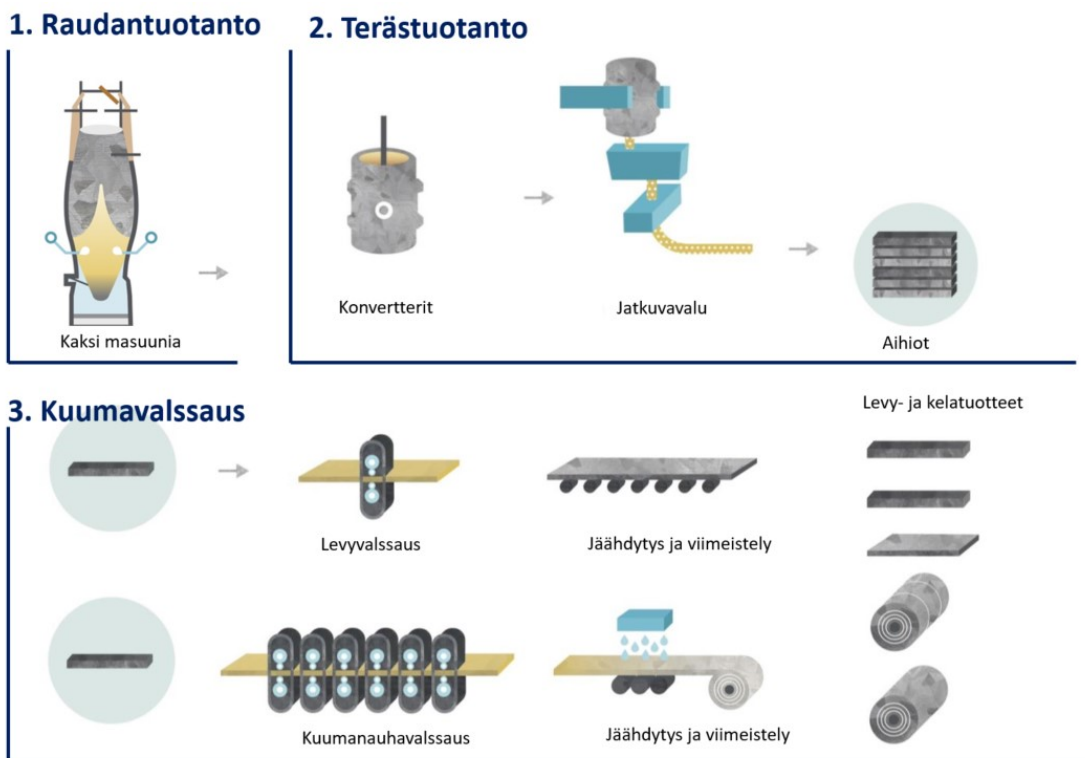 1. Raudantuotanto
2. Terästuotanto
Kaksi masuunia
Konvertterit
Jatkuvavalu
Aihiot
3. Kuumavalssaus
Levy- ja kelatuotteet
Levyvalssaus
Jäähdytys ja viimeistely
Kuumanauhavalssaus
Jäähdytys ja viimeistely